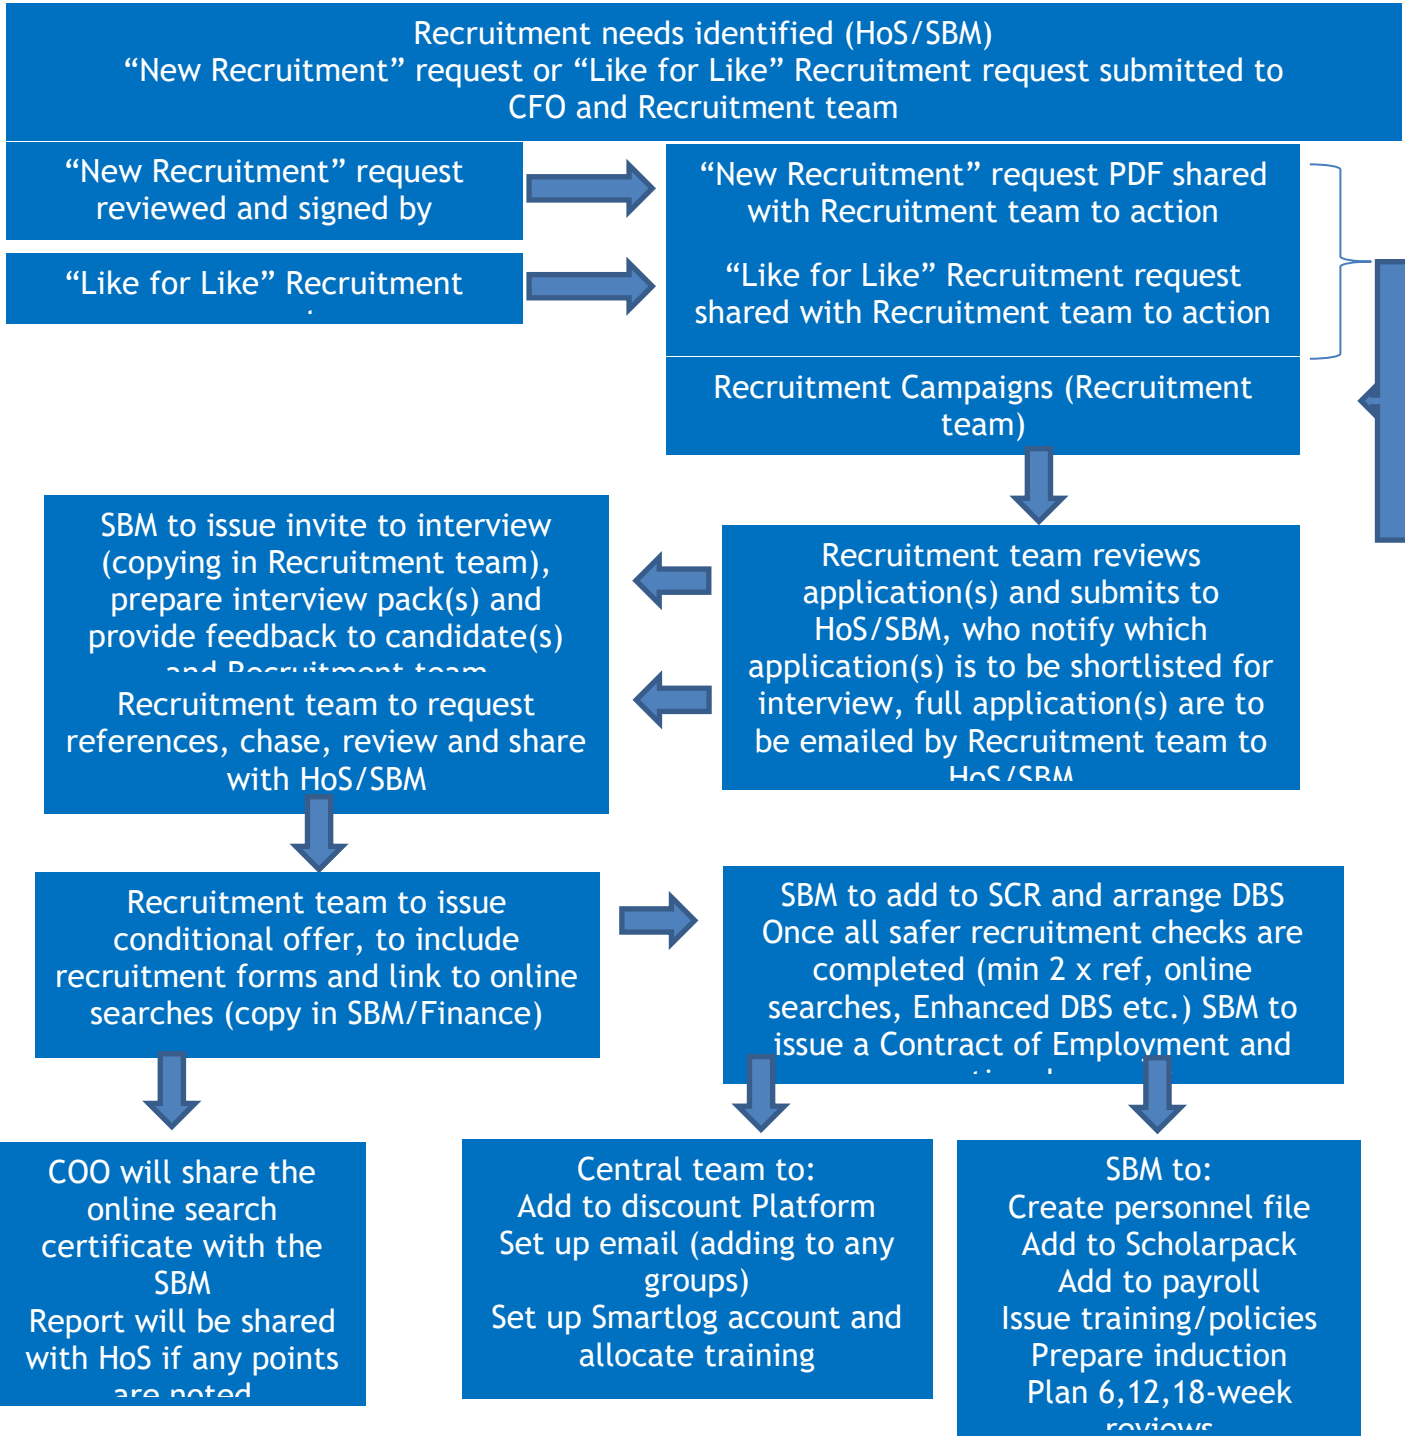 Recruitment needs identified (HoS/SBM)
“New Recruitment” request or “Like for Like” Recruitment request submitted to
CFO and Recruitment team
“New Recruitment” request
reviewed and signed by
“New Recruitment” request PDF shared
with Recruitment team to action
“Like for Like” Recruitment
“Like for Like” Recruitment request
shared with Recruitment team to action
Recruitment Campaigns (Recruitment
team)
SBM to issue invite to interview
(copying in Recruitment team),
prepare interview pack(s) and
provide feedback to candidate(s)
and Recruitment team
Recruitment team to request
references, chase, review and share
with HoS/SBM
Recruitment team reviews
application(s) and submits to
HoS/SBM, who notify which
application(s) is to be shortlisted for
interview, full application(s) are to
be emailed by Recruitment team to
HoS/SBM
Recruitment team to issue
conditional offer, to include
recruitment forms and link to online
searches (copy in SBM/Finance)
SBM to add to SCR and arrange DBS
Once all safer recruitment checks are
completed (min 2 x ref, online
searches, Enhanced DBS etc.) SBM to
issue a Contract of Employment and
COO will share the
online search
certificate with the
SBM
Report will be shared
with HoS if any points
are noted
Central team to:
Add to discount Platform
Set up email (adding to any
groups)
Set up Smartlog account and
allocate training
SBM to:
Create personnel file
Add to Scholarpack
Add to payroll
Issue training/policies
Prepare induction
Plan 6,12,18-week
reviews